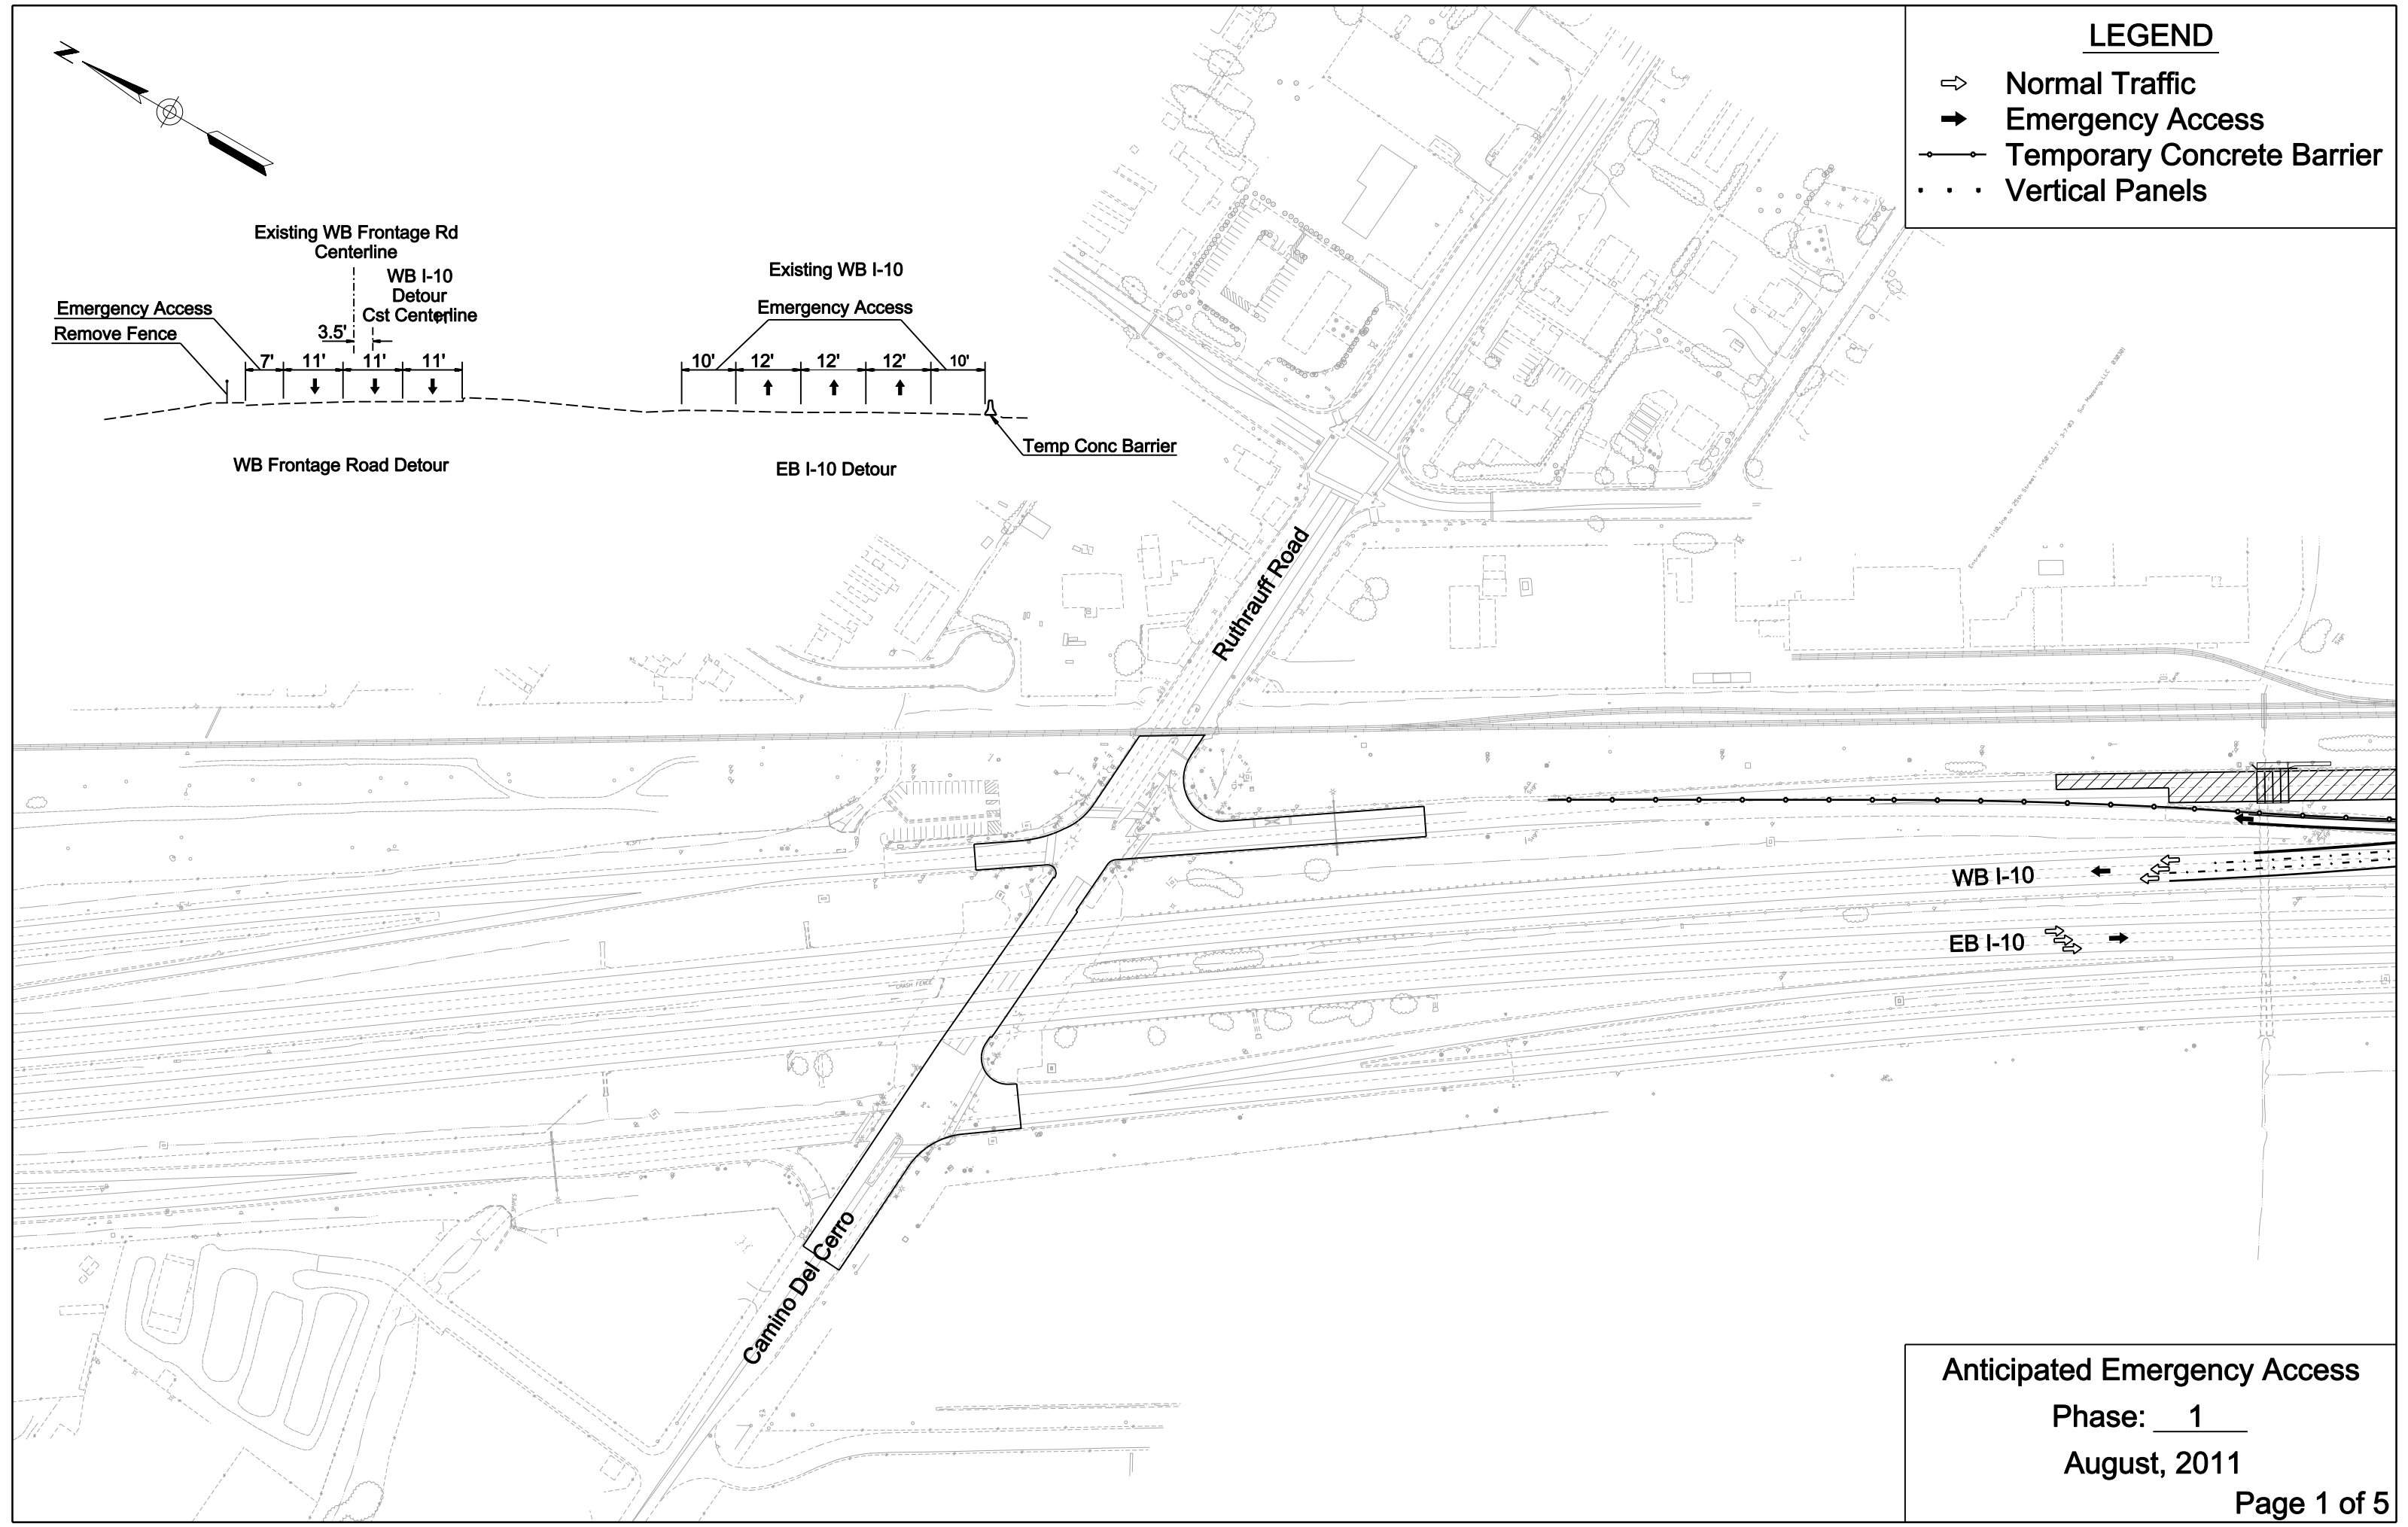 N
LEGEND
Normal Traffic
Emergency Access
Temporary Concrete Barrier
Vertical Panels
Existing WB Frontage Rd
Centerline
WB I-10
Detour
Cst Centerline
Emergency Access
Remove Fence
3.5'
7' 11' 11' 11'
WB Frontage Road Detour
Existing WB I-10
Emergency Access
10' 12' 12' 12' 10'
Temp Conc Barrier
EB I-10 Detour
Ruthrauff Road
WB I-10
EB I-10
CRASH FENCE
Camino Del Cerro
Anticipated Emergency Access
Phase: 1
August, 2011
Page 1 of 5